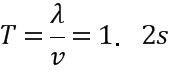 T = λ/v = 1. 2s